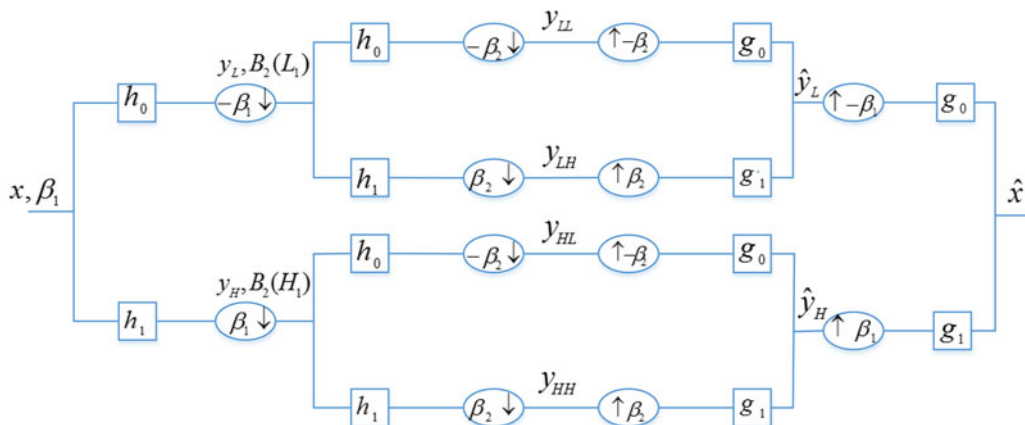 h₀ -β₂ ↓ y_LL ↑ -β₂ g₀
y_L, B₂(L₁) ŷ_L
h₀ -β₁ ↓ ↑ -β₁ g₀
h₁ β₂ ↓ y_LH ↑ β₂ g₁
x, β₁ x̂
h₀ -β₂ ↓ y_HL ↑ -β₂ g₀
y_H, B₂(H₁) ŷ_H
h₁ β₁ ↓ ↑ β₁ g₁
h₁ β₂ ↓ y_HH ↑ β₂ g₁